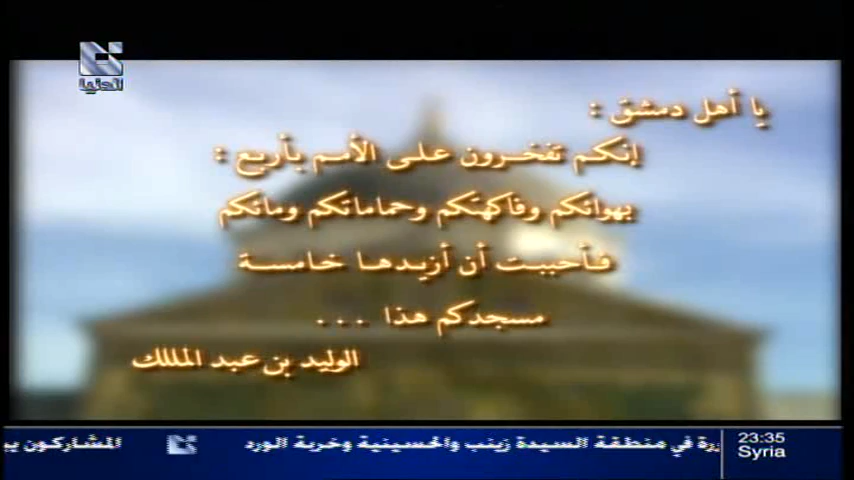 الدنيا
يا أهل دمشق :
إنكم تفخرون على الأمم بأربع :
بهوائكم وفاكهتكم وحماماتكم ومائكم
فأحببت أن أزيدها خامسة
مسجدكم هذا ...
الوليد بن عبد الملك
رة في منطقة السيدة زينب والحسينية وخربة الورد المشاركون
23:35
Syria